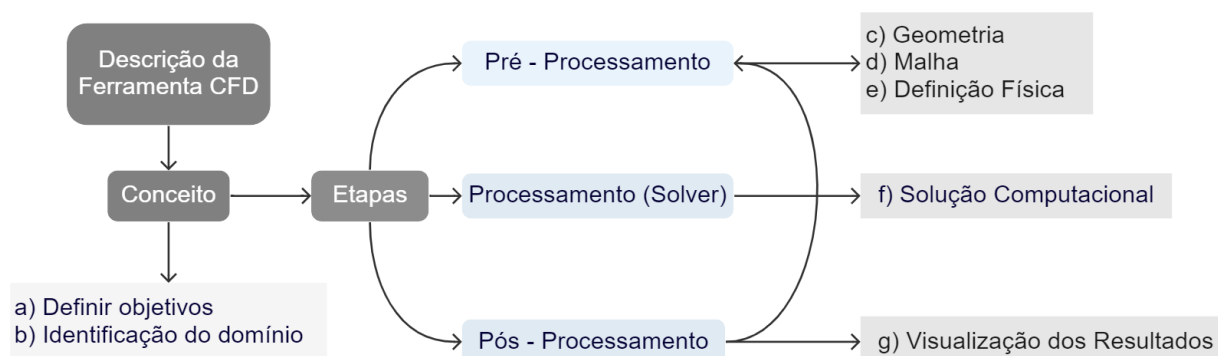 Descrição da
Ferramenta CFD
Conceito
a) Definir objetivos
b) Identificação do domínio
Etapas
Pré - Processamento
c) Geometria
d) Malha
e) Definição Física
Processamento (Solver)
f) Solução Computacional
Pós - Processamento
g) Visualização dos Resultados